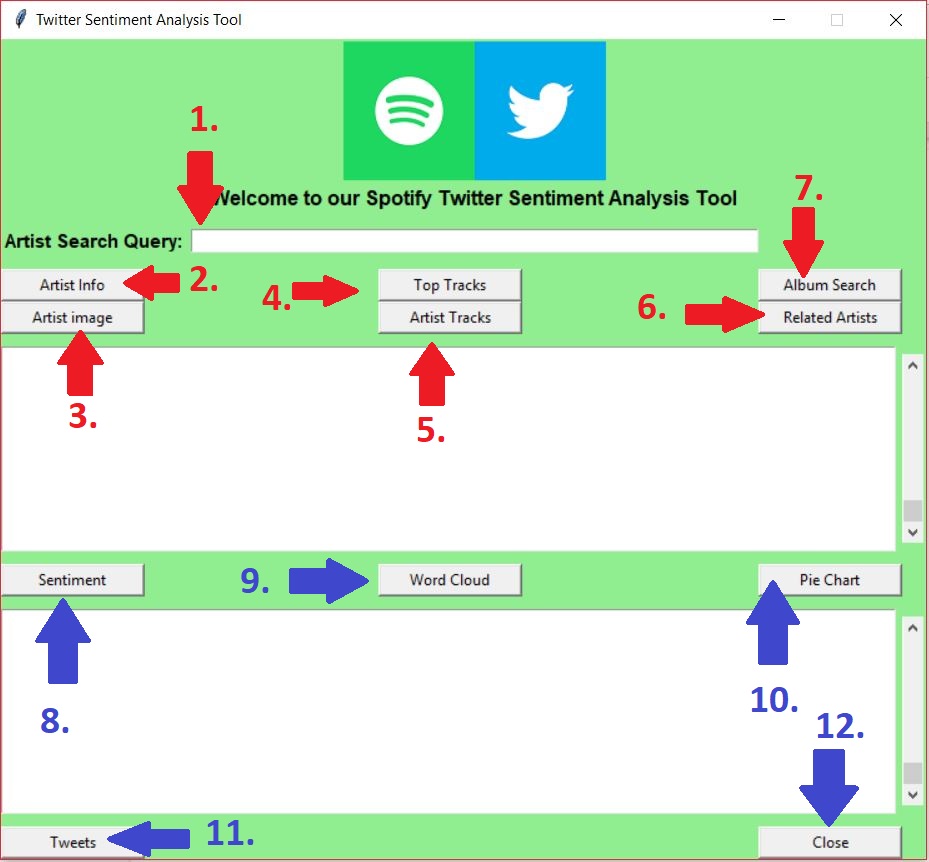 Twitter Sentiment Analysis Tool
1.
Welcome to our Spotify Twitter Sentiment Analysis Tool
7.
Artist Search Query:
Artist Info
2.
4.
Top Tracks
Album Search
Artist image
Artist Tracks
6.
Related Artists
3.
5.
Sentiment
9.
Word Cloud
Pie Chart
8.
10.
12.
Tweets
11.
Close